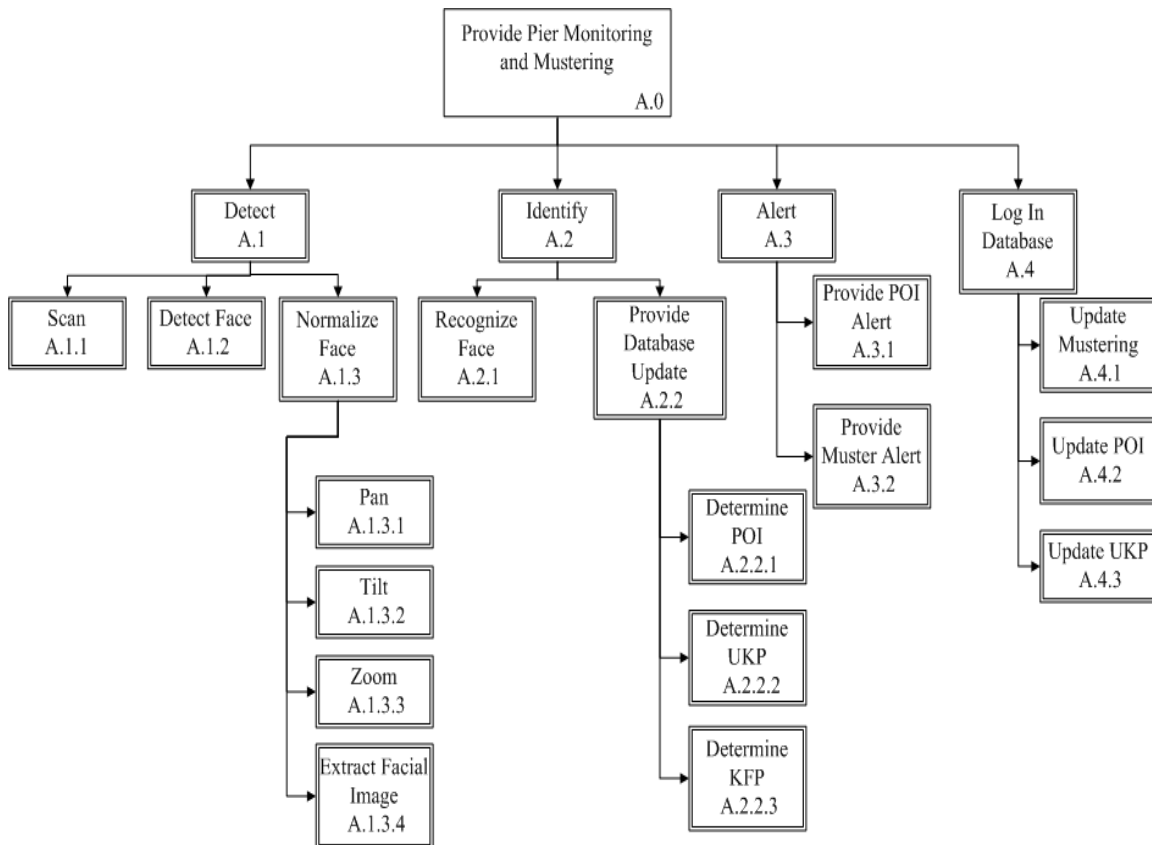 Provide Pier Monitoring
and Mustering
A.0
Detect
A.1
Identify
A.2
Alert
A.3
Log In
Database
A.4
Scan
A.1.1
Detect Face
A.1.2
Normalize
Face
A.1.3
Recognize
Face
A.2.1
Provide
Database
Update
A.2.2
Provide POI
Alert
A.3.1
Provide
Muster Alert
A.3.2
Update
Mustering
A.4.1
Update POI
A.4.2
Update UKP
A.4.3
Pan
A.1.3.1
Tilt
A.1.3.2
Zoom
A.1.3.3
Extract Facial
Image
A.1.3.4
Determine
POI
A.2.2.1
Determine
UKP
A.2.2.2
Determine
KFP
A.2.2.3